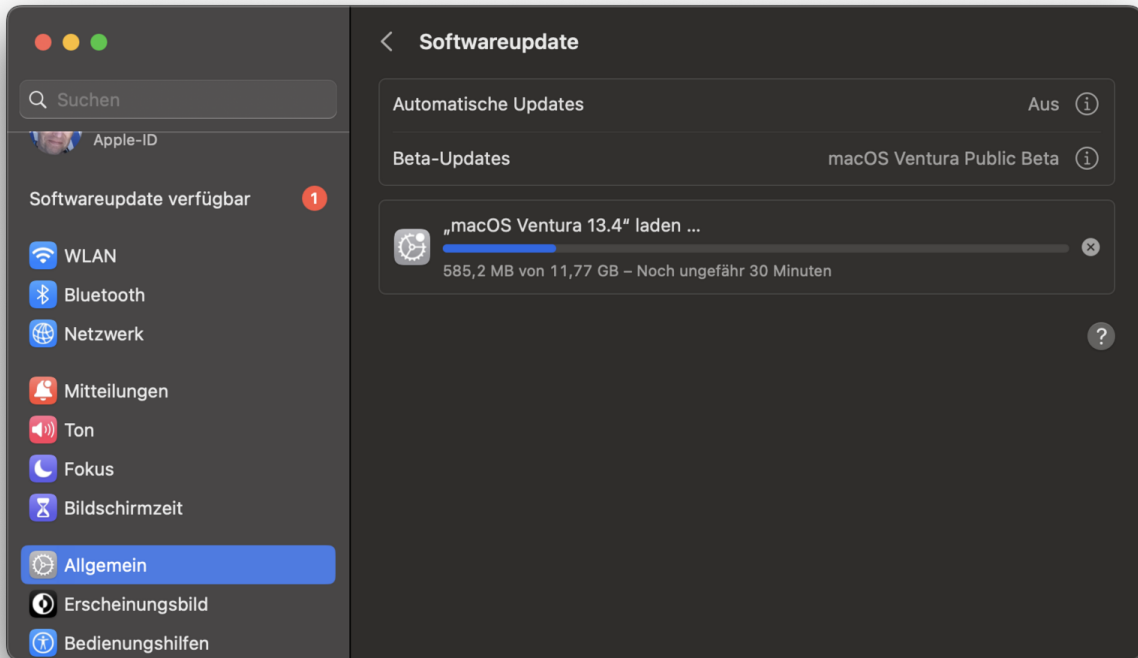 Suchen
Apple-ID
Softwareupdate verfügbar 1
WLAN
Bluetooth
Netzwerk
Mitteilungen
Ton
Fokus
Bildschirmzeit
Allgemein
Erscheinungsbild
Bedienungshilfen
Softwareupdate
Automatische Updates Aus
Beta-Updates macOS Ventura Public Beta
„macOS Ventura 13.4“ laden ...
585,2 MB von 11,77 GB – Noch ungefähr 30 Minuten
?